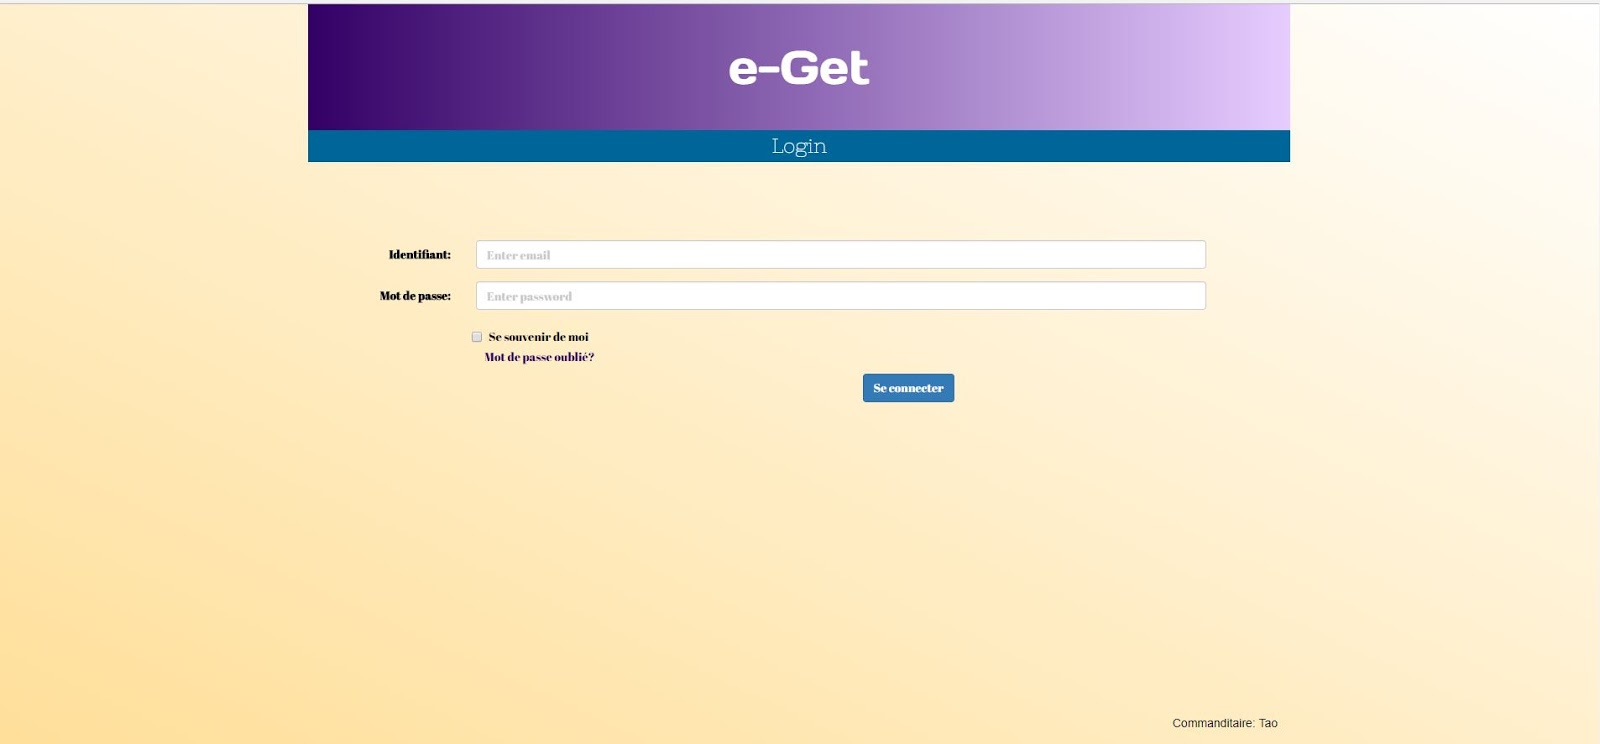 e-Get
Login
Identifiant:
Enter email
Mot de passe:
Enter password
Se souvenir de moi
Mot de passe oublié?
Se connecter
Commanditaire: Tao